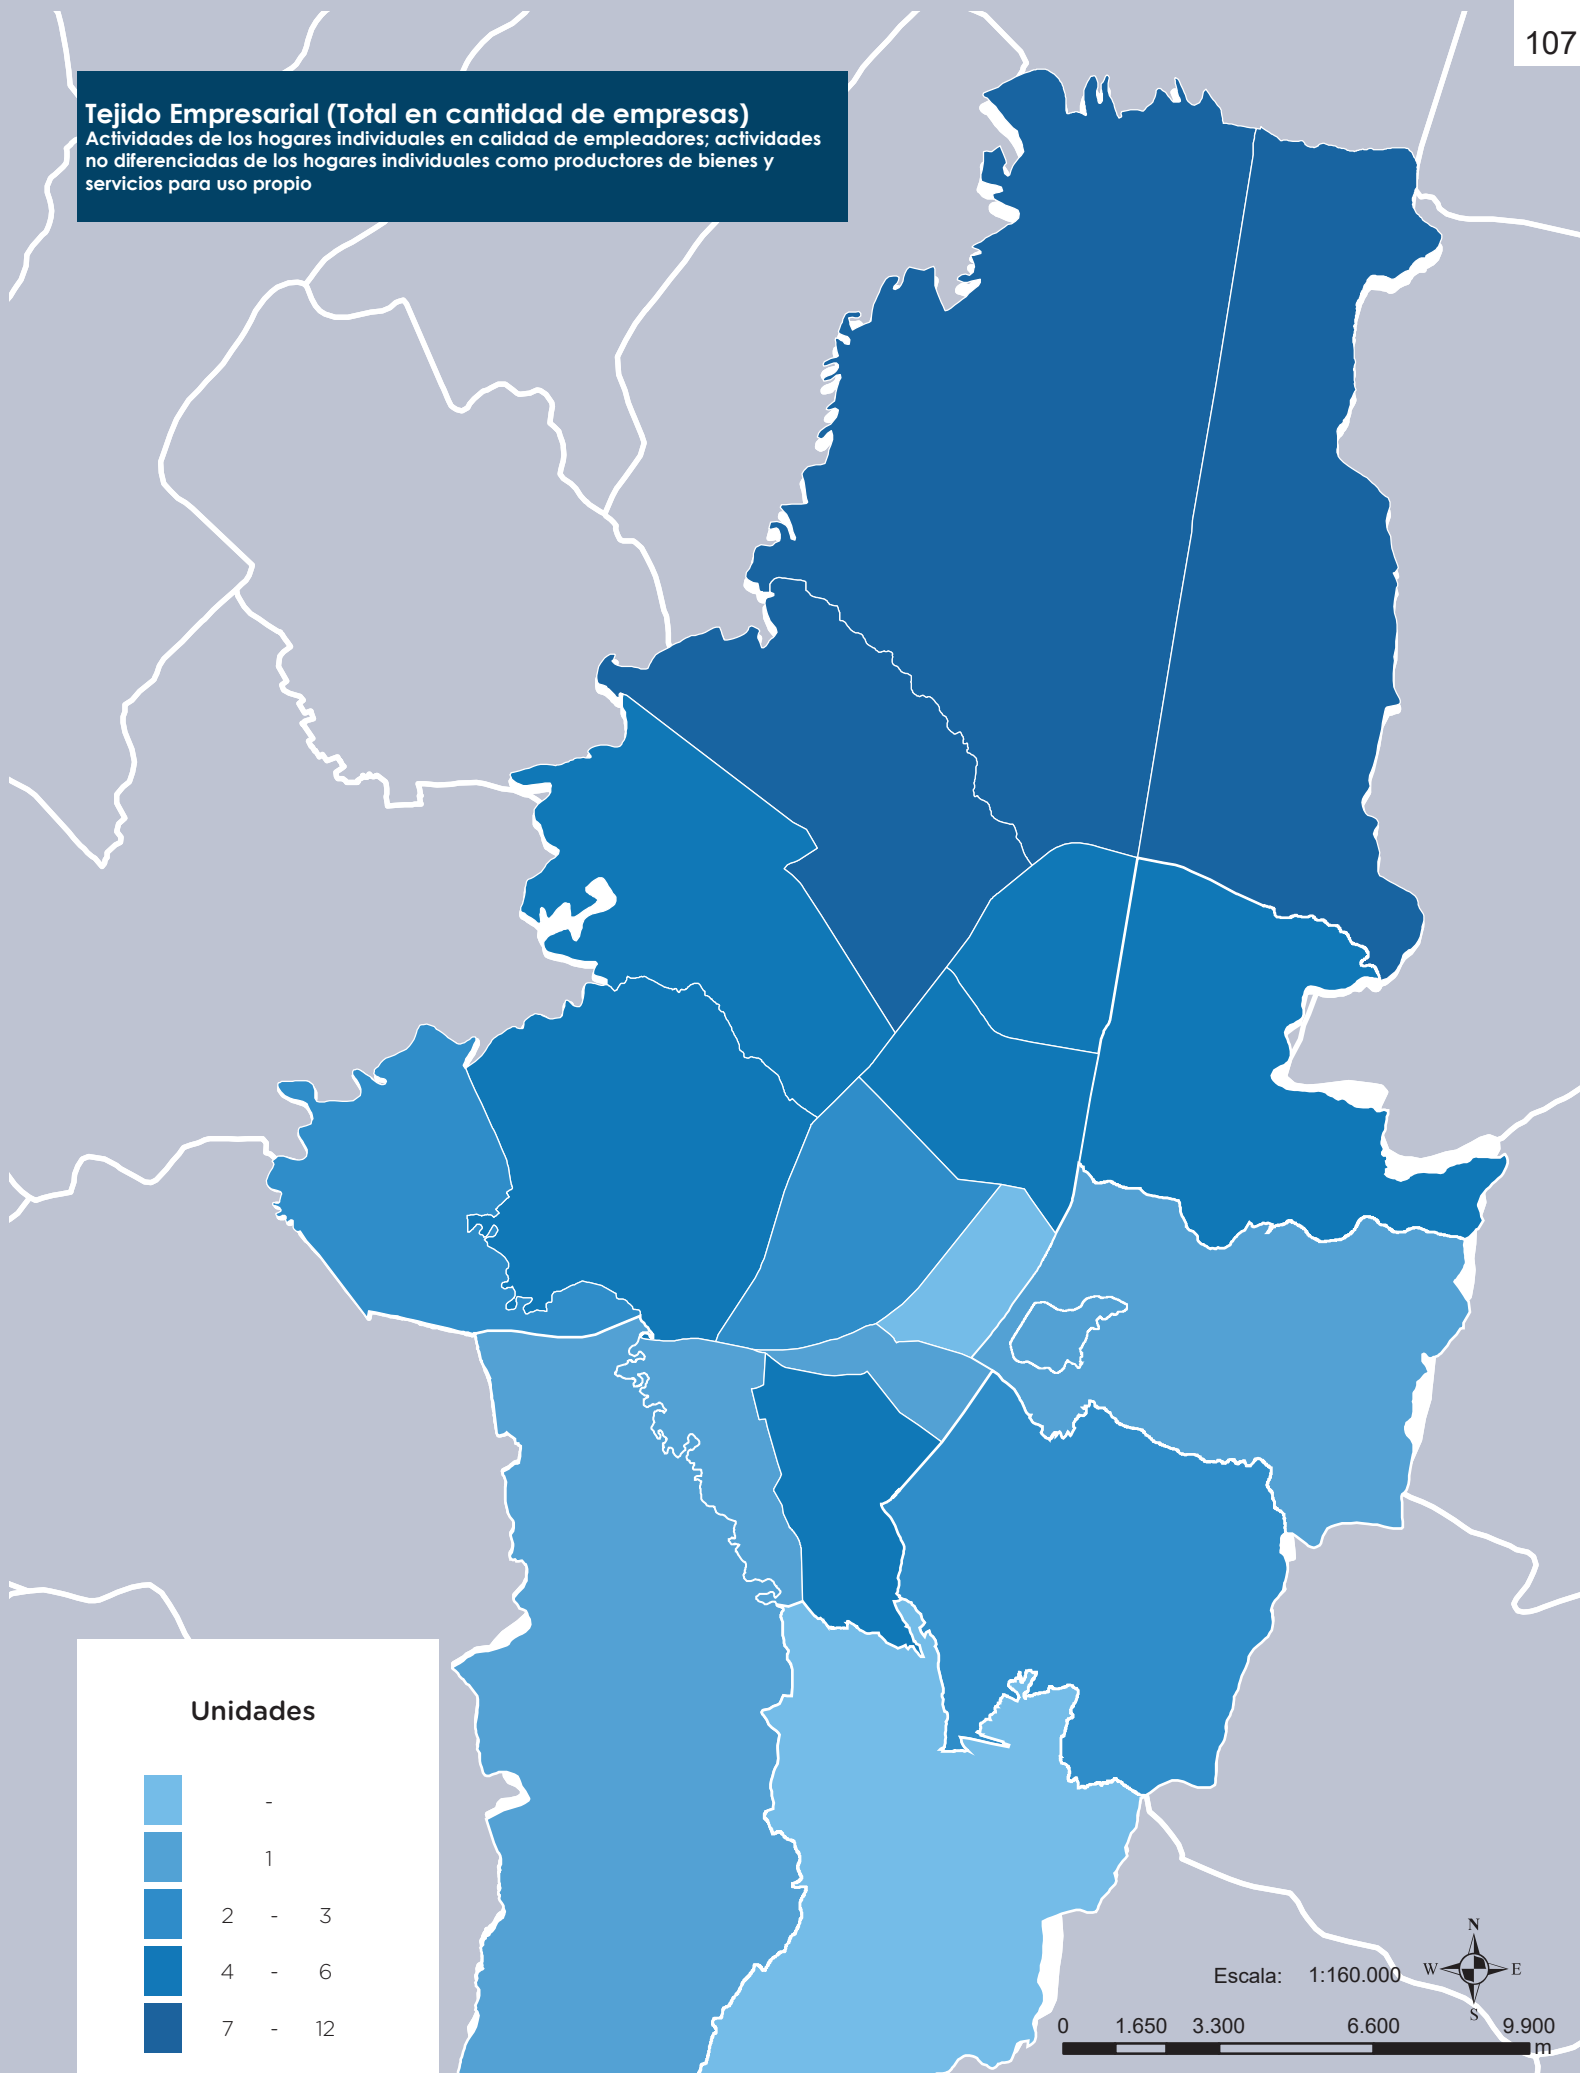 107
Tejido Empresarial (Total en cantidad de empresas)
Actividades de los hogares individuales en calidad de empleadores; actividades
no diferenciadas de los hogares individuales como productores de bienes y
servicios para uso propio
Unidades
-
1
2 - 3
4 - 6
7 - 12
Escala: 1:160.000
N
W E
S
0 1.650 3.300 6.600 9.900
m